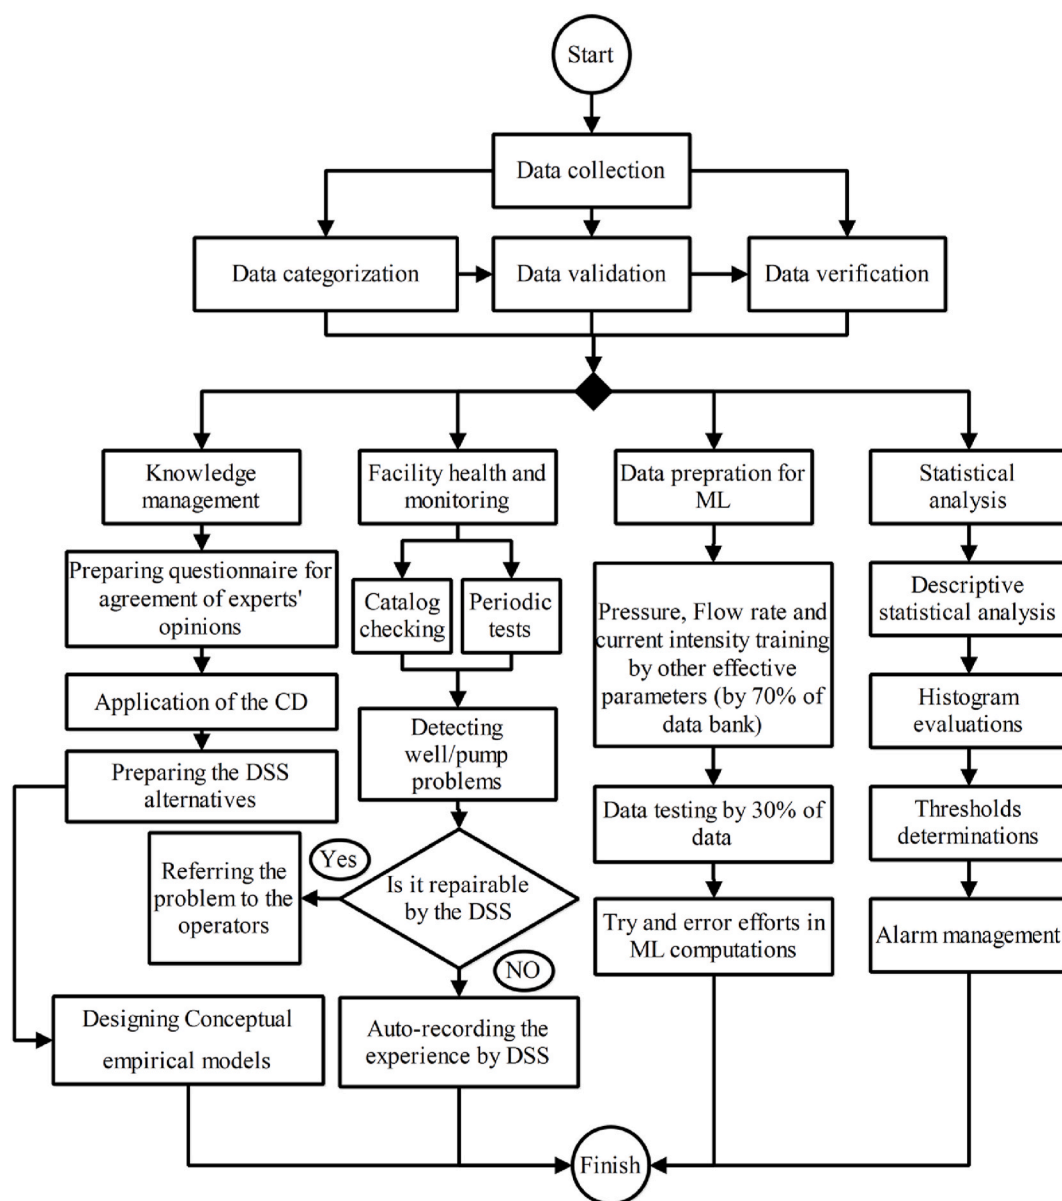 Start
Data collection
Data categorization
Data validation
Data verification
Knowledge
management
Facility health and
monitoring
Data prepration for
ML
Statistical
analysis
Preparing questionnaire for
agreement of experts'
opinions
Catalog
checking
Periodic
tests
Pressure, Flow rate and
current intensity training
by other effective
parameters (by 70% of
data bank)
Descriptive
statistical analysis
Application of the CD
Histogram
evaluations
Preparing the DSS
alternatives
Detecting
well/pump
problems
Data testing by 30% of
data
Thresholds
determinations
Referring the
problem to the
operators
Yes
Is it repairable
by the DSS
NO
Try and error efforts in
ML computations
Alarm management
Designing Conceptual
empirical models
Auto-recording the
experience by DSS
Finish